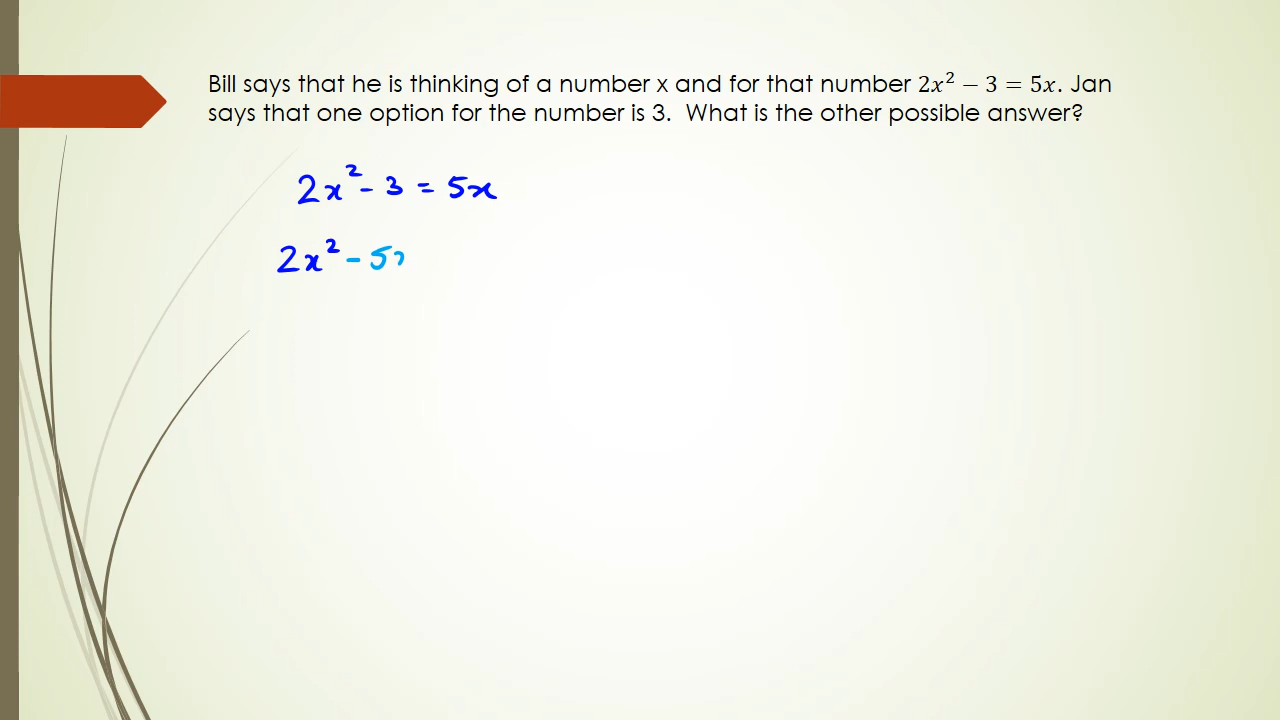 Bill says that he is thinking of a number x and for that number 2x² − 3 = 5x. Jan
says that one option for the number is 3. What is the other possible answer?
2x² - 3 = 5x
2x² - 5